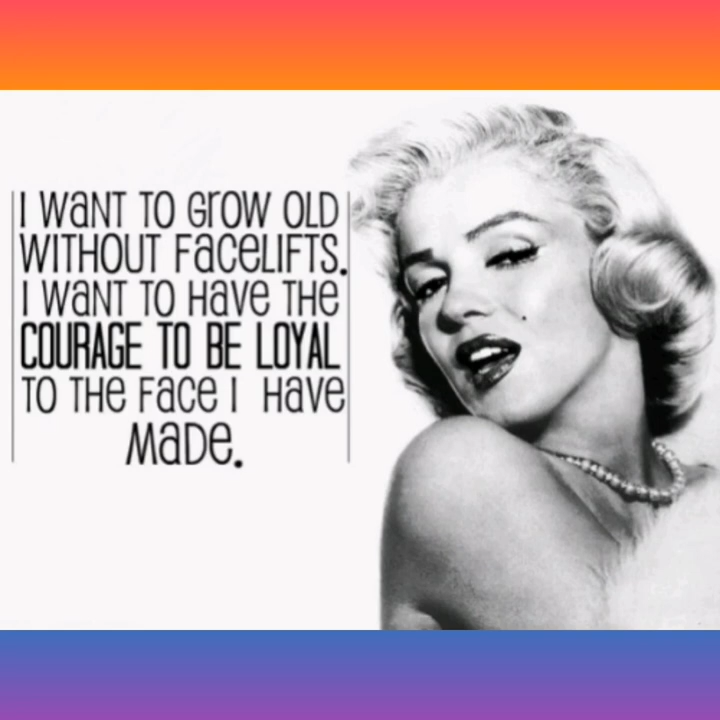 I WANT TO GROW OLD
WITHOUT FACELIFTS.
I WANT TO HAVE THE
COURAGE TO BE LOYAL
TO THE FACE I HAVE
MADE.